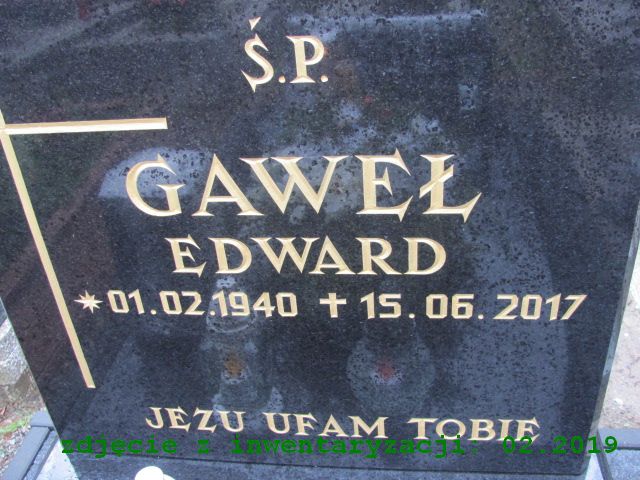 Ś.P.
GAWEŁ
EDWARD
*01.02.1940 ✝ 15.06.2017
JEZU UFAM TOBIE
zdjęcie z inwentaryzacji- 02.2019